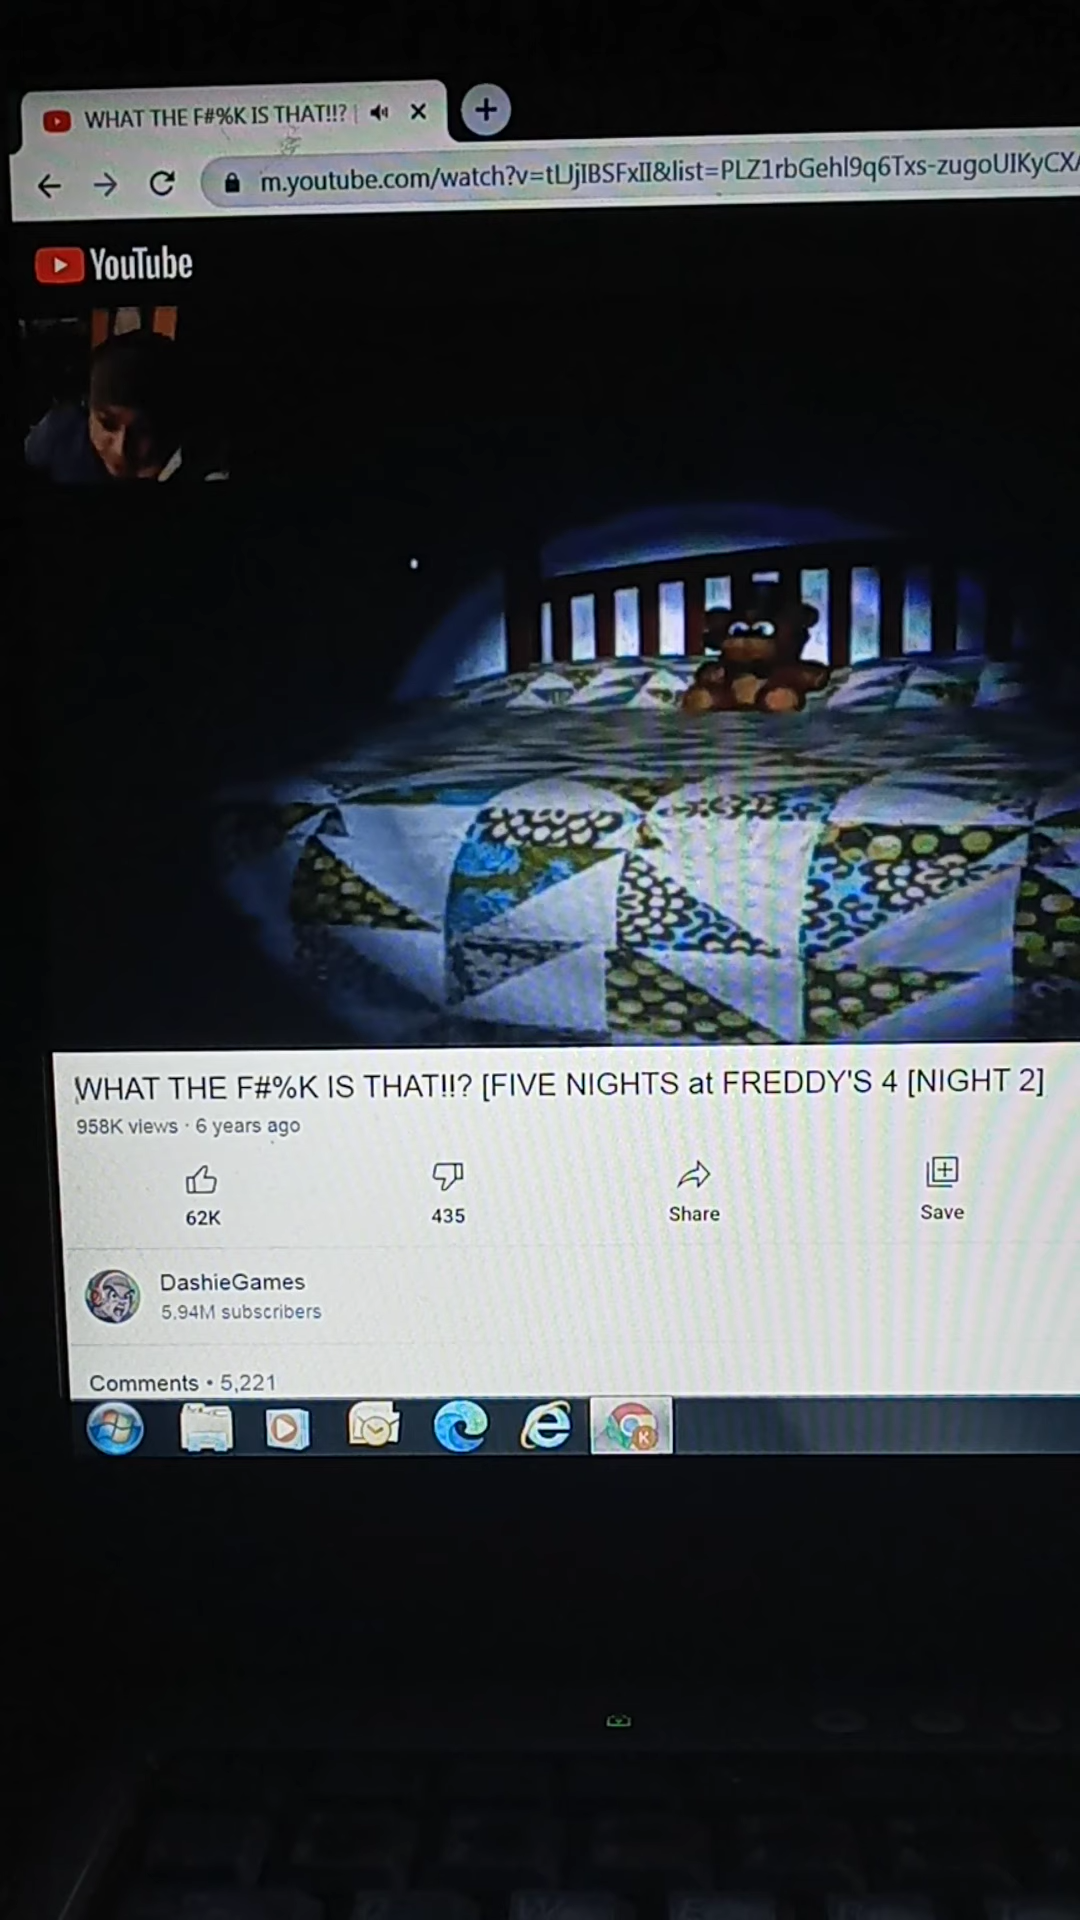 WHAT THE F#%K IS THAT!!? |
m.youtube.com/watch?v=tUjIBSFxII&list=PLZ1rbGehl9q6Txs-zugoUIKyCXA
YouTube
WHAT THE F#%K IS THAT!!? [FIVE NIGHTS at FREDDY'S 4 [NIGHT 2]
958K views · 6 years ago
62K
435
Share
Save
DashieGames
5.94M subscribers
Comments • 5,221
K